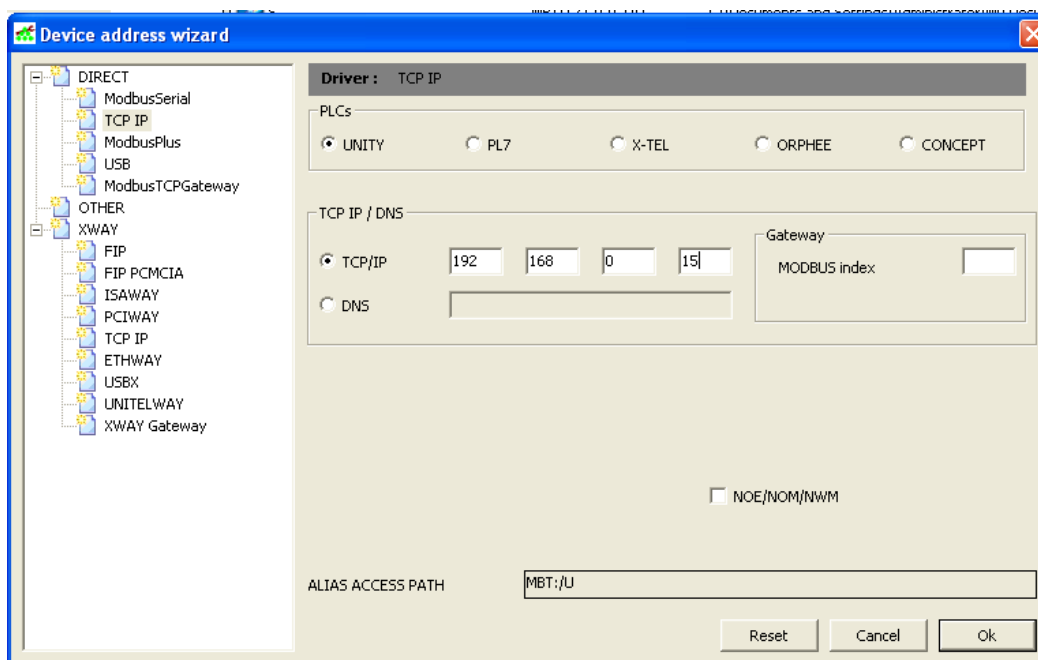 Device address wizard
DIRECT
ModbusSerial
TCP IP
ModbusPlus
USB
ModbusTCPGateway
OTHER
XWAY
FIP
FIP PCMCIA
ISAWAY
PCIWAY
TCP IP
ETHWAY
USBX
UNITELWAY
XWAY Gateway
Driver : TCP IP
PLCs
UNITY PL7 X-TEL ORPHEE CONCEPT
TCP IP / DNS
TCP/IP 192 168 0 15
DNS
Gateway
MODBUS index
NOE/NOM/NWM
ALIAS ACCESS PATH MBT:/U
Reset Cancel Ok